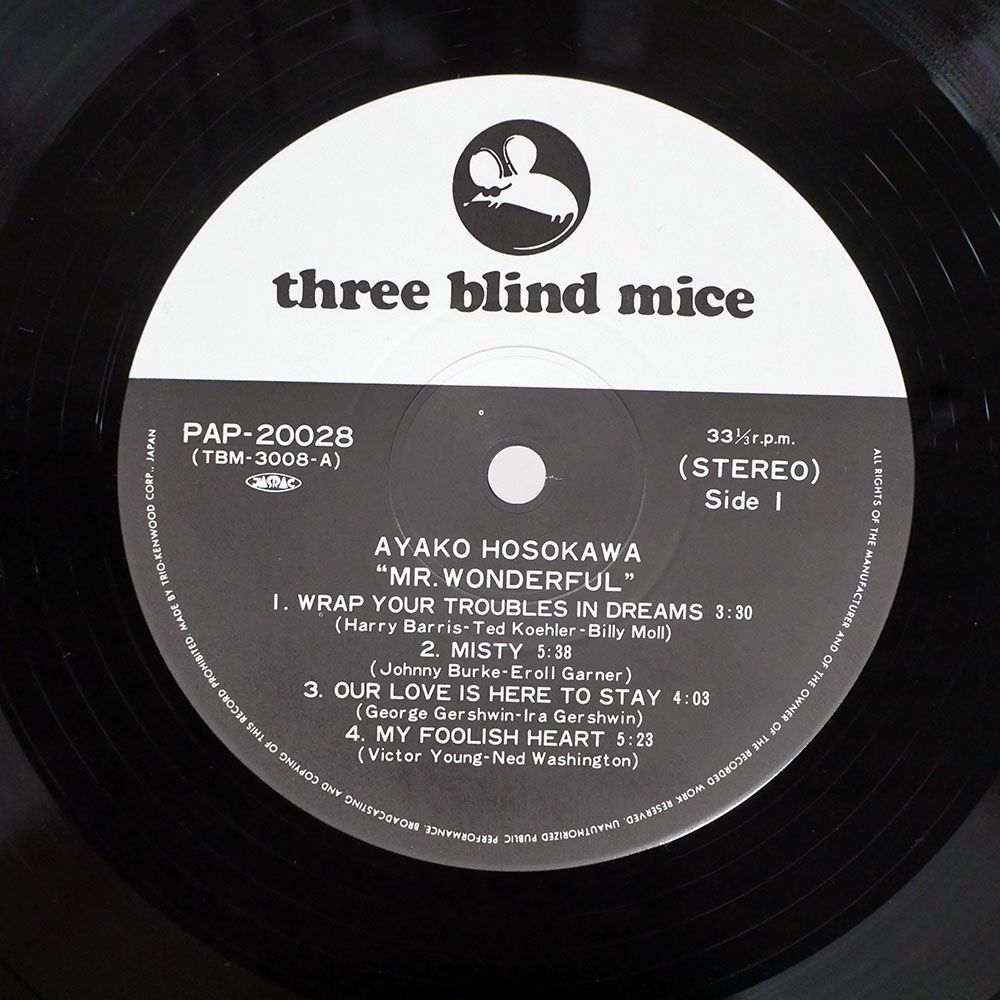 three blind mice
PAP-20028
(TBM-3008-A)
JASRAC
33⅓r.p.m.
(STEREO)
Side 1
AYAKO HOSOKAWA
“MR. WONDERFUL”
1. WRAP YOUR TROUBLES IN DREAMS 3:30
(Harry Barris-Ted Koehler-Billy Moll)
2. MISTY 5:38
(Johnny Burke-Eroll Garner)
3. OUR LOVE IS HERE TO STAY 4:03
(George Gershwin-Ira Gershwin)
4. MY FOOLISH HEART 5:23
(Victor Young-Ned Washington)
ALL RIGHTS OF THE MANUFACTURER AND OF THE OWNER OF THE RECORDED WORK RESERVED. UNAUTHORIZED PUBLIC PERFORMANCE, BROADCASTING AND COPYING OF THIS RECORD PROHIBITED. MADE BY TRIO-KENWOOD CORP., JAPAN